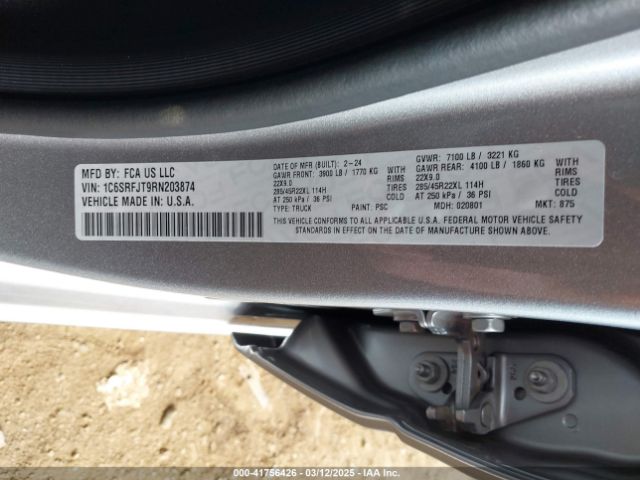 MFD BY: FCA US LLC
VIN: 1C6SRFJT9RN203874
VEHICLE MADE IN: U.S.A.
DATE OF MFR (BUILT): 2-24
GAWR FRONT: 3900 LB / 1770 KG WITH
22X9.0 RIMS
285/45R22XL 114H TIRES
AT 250 kPa / 36 PSI COLD
TYPE: TRUCK PAINT: PSC
GVWR: 7100 LB / 3221 KG
GAWR REAR: 4100 LB / 1860 KG WITH
22X9.0 RIMS
285/45R22XL 114H TIRES
AT 250 kPa / 36 PSI COLD
MDH: 020801 MKT: 875
THIS VEHICLE CONFORMS TO ALL APPLICABLE U.S.A. FEDERAL MOTOR VEHICLE SAFETY
STANDARDS IN EFFECT ON THE DATE OF MANUFACTURE SHOWN ABOVE.
000-41756426 - 03/12/2025 - IAA.com